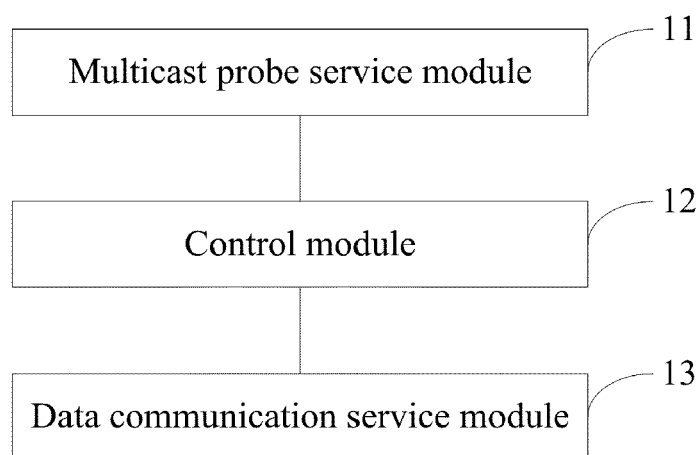 11
Multicast probe service module
12
Control module
13
Data communication service module